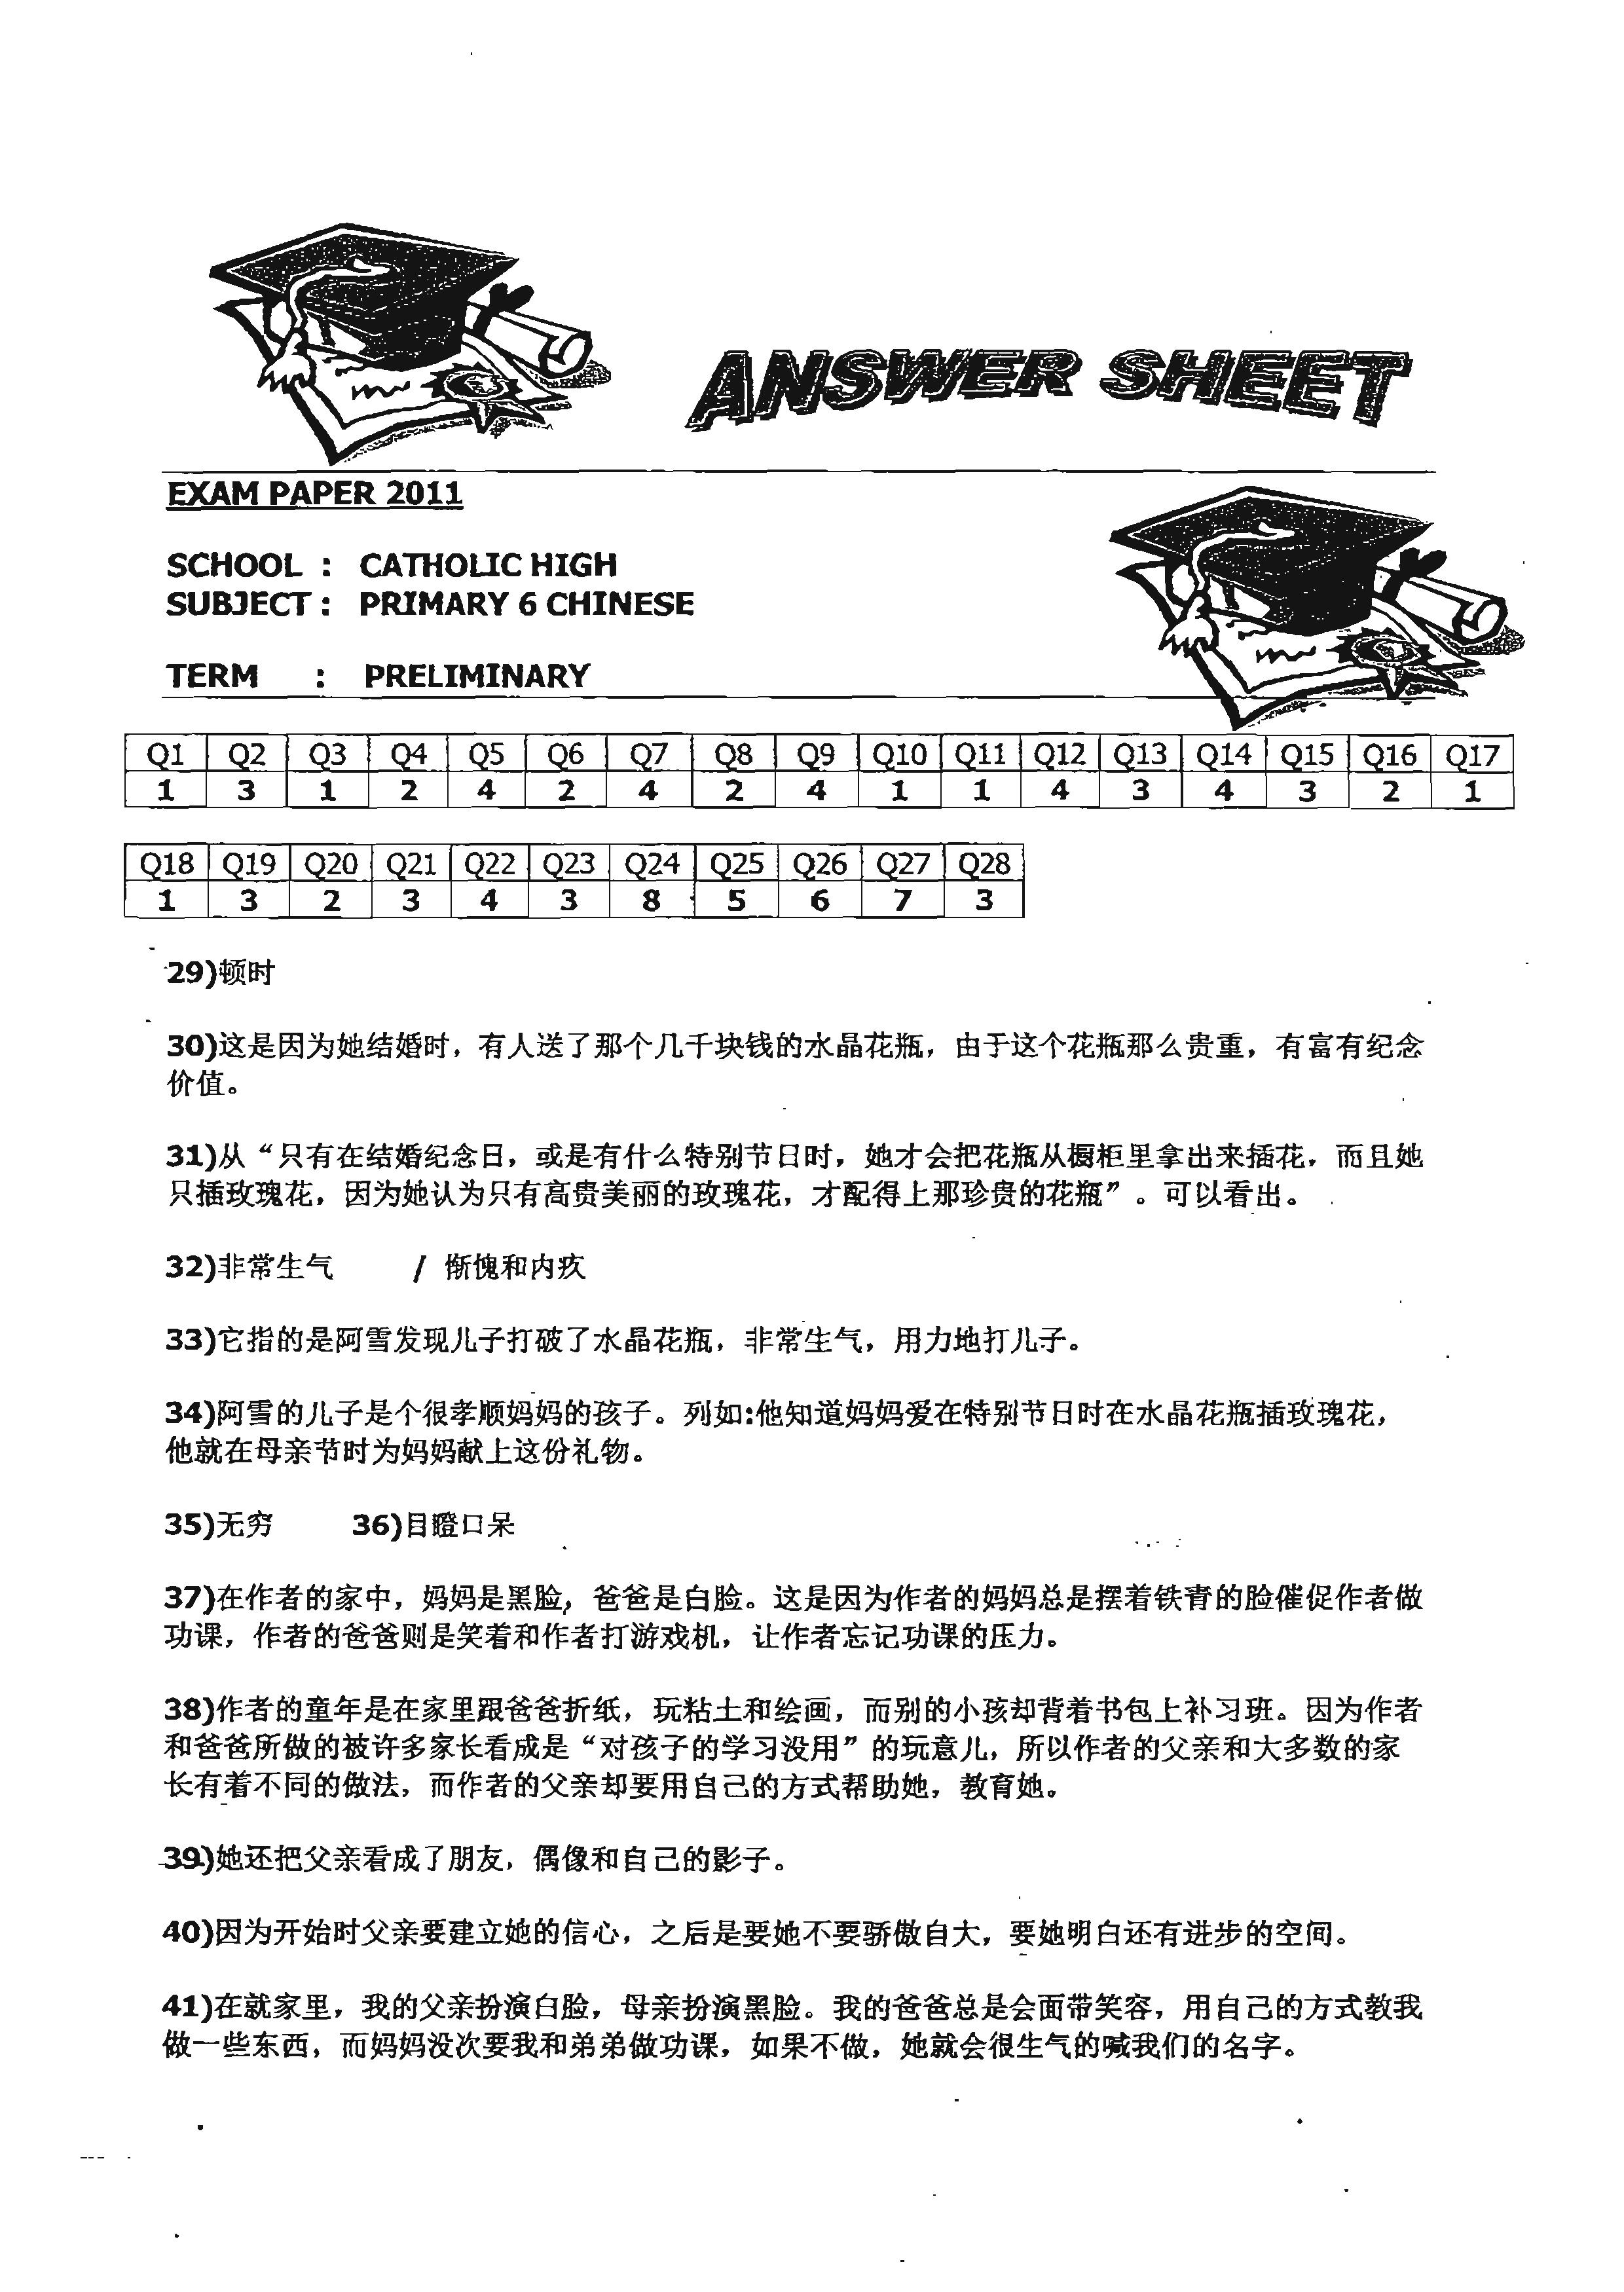 ANSWER SHEET
EXAM PAPER 2011
SCHOOL : CATHOLIC HIGH
SUBJECT : PRIMARY 6 CHINESE
TERM : PRELIMINARY
Q1 Q2 Q3 Q4 Q5 Q6 Q7 Q8 Q9 Q10 Q11 Q12 Q13 Q14 Q15 Q16 Q17
1 3 1 2 4 2 4 2 4 1 1 4 3 4 3 2 1
Q18 Q19 Q20 Q21 Q22 Q23 Q24 Q25 Q26 Q27 Q28
1 3 2 3 4 3 8 5 6 7 3
29)顿时
30)这是因为她结婚时，有人送了那个几千块钱的水晶花瓶，由于这个花瓶那么贵重，有富有纪念
价值。
31)从“只有在结婚纪念日，或是有什么特别节日时，她才会把花瓶从橱柜里拿出来插花，而且她
只插玫瑰花，因为她认为只有高贵美丽的玫瑰花，才配得上那珍贵的花瓶”。可以看出。
32)非常生气 / 惭愧和内疚
33)它指的是阿雪发现儿子打破了水晶花瓶，非常生气，用力地打儿子。
34)阿雪的儿子是个很孝顺妈妈的孩子。列如:他知道妈妈爱在特别节日时在水晶花瓶插玫瑰花，
他就在母亲节时为妈妈献上这份礼物。
35)无穷 36)目瞪口呆
37)在作者的家中，妈妈是黑脸，爸爸是白脸。这是因为作者的妈妈总是摆着铁青的脸催促作者做
功课，作者的爸爸则是笑着和作者打游戏机，让作者忘记功课的压力。
38)作者的童年是在家里跟爸爸折纸，玩粘土和绘画，而别的小孩却背着书包上补习班。因为作者
和爸爸所做的被许多家长看成是“对孩子的学习没用”的玩意儿，所以作者的父亲和大多数的家
长有着不同的做法，而作者的父亲却要用自己的方式帮助她，教育她。
39)她还把父亲看成了朋友，偶像和自己的影子。
40)因为开始时父亲要建立她的信心，之后是要她不要骄傲自大，要她明白还有进步的空间。
41)在就家里，我的父亲扮演白脸，母亲扮演黑脸。我的爸爸总是会面带笑容，用自己的方式教我
做一些东西，而妈妈没次要我和弟弟做功课，如果不做，她就会很生气的喊我们的名字。